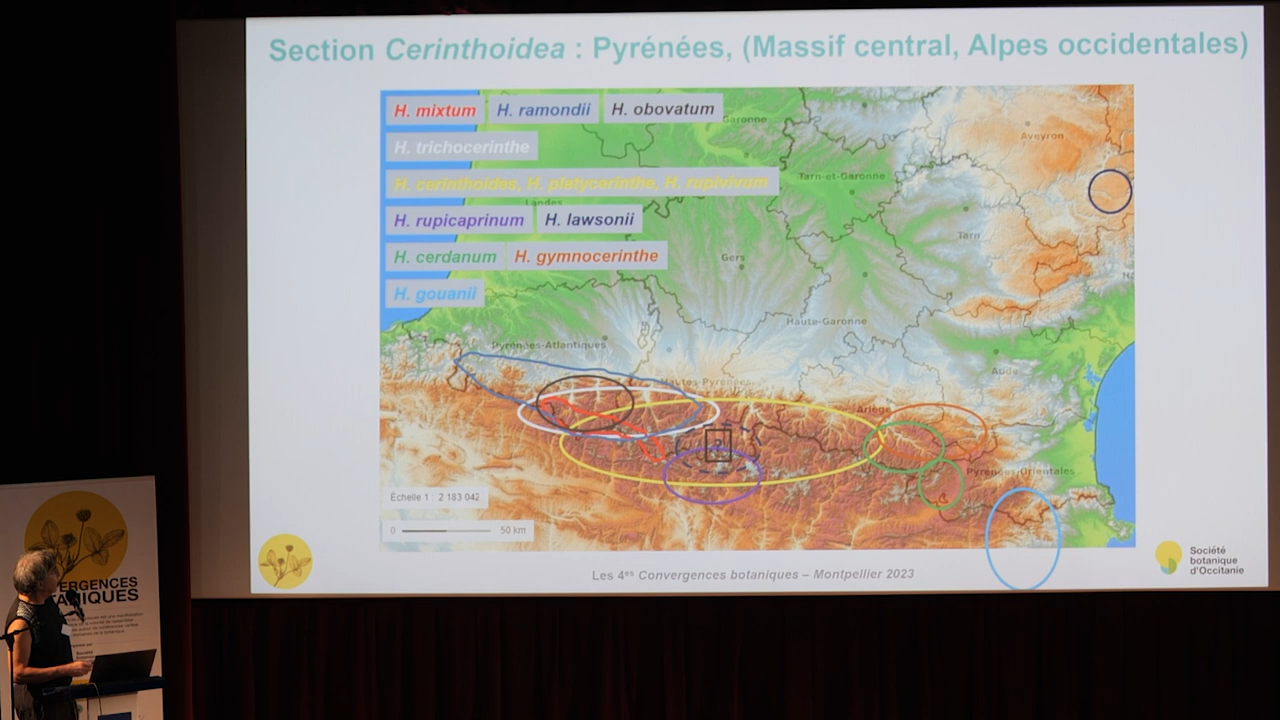 Section Cerinthoidea : Pyrénées, (Massif central, Alpes occidentales)
H. mixtum H. ramondii H. obovatum
Garonne
Aveyron
H. trichocerinthe
Tarn-et-Garonne
H. cerinthoides, H. platycerinthe, H. rupivivum
Landes
H. rupicaprinum H. lawsonii
Tarn
H. cerdanum H. gymnocerinthe
Gers
H. gouanii
Haute-Garonne
Pyrénées-Atlantiques
Aude
Hautes-Pyrénées
Ariège
?
Pyrénées-Orientales
Échelle 1 : 2 183 042
0 50 km
Les 4es Convergences botaniques – Montpellier 2023
Société
botanique
d'Occitanie
ERGENCES
ANIQUES